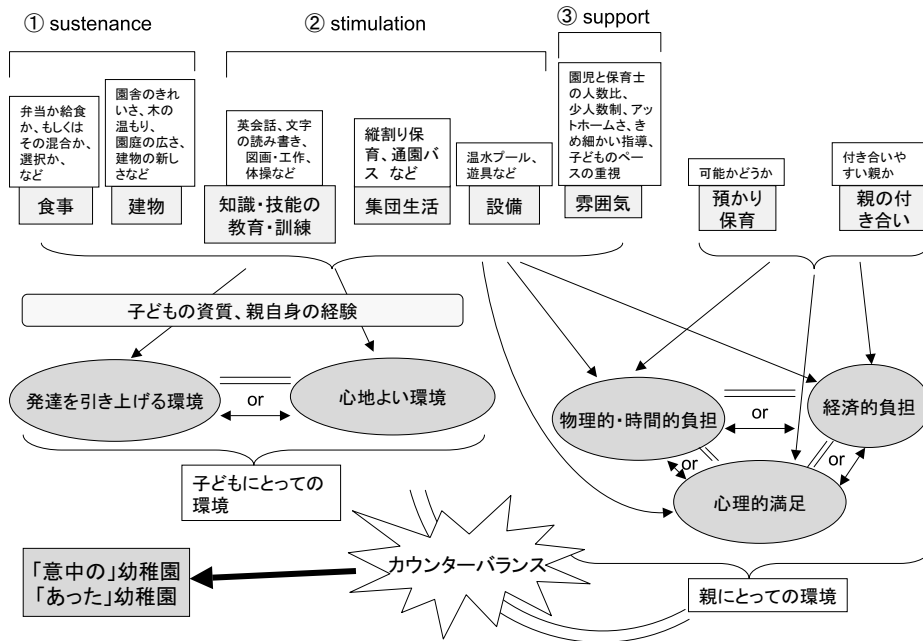 ① sustenance
② stimulation
③ support
弁当か給食
か、もしくは
その混合か、
選択か、
など
食事
園舎のきれ
いさ、木の
温もり、
園庭の広さ、
建物の新し
さなど
建物
英会話、文字
の読み書き、
図画・工作、
体操など
知識・技能の
教育・訓練
縦割り保
育、通園バ
ス など
集団生活
温水プール、
遊具など
設備
園児と保育士
の人数比、
少人数制、アッ
トホームさ、き
め細かい指導、
子どものペー
スの重視
雰囲気
可能かどうか
預かり
保育
付き合いや
すい親か
親の付
き合い
子どもの資質、親自身の経験
発達を引き上げる環境
or
心地よい環境
物理的・時間的負担
or
経済的負担
or
or
心理的満足
子どもにとっての
環境
カウンターバランス
「意中の」幼稚園
「あった」幼稚園
親にとっての環境